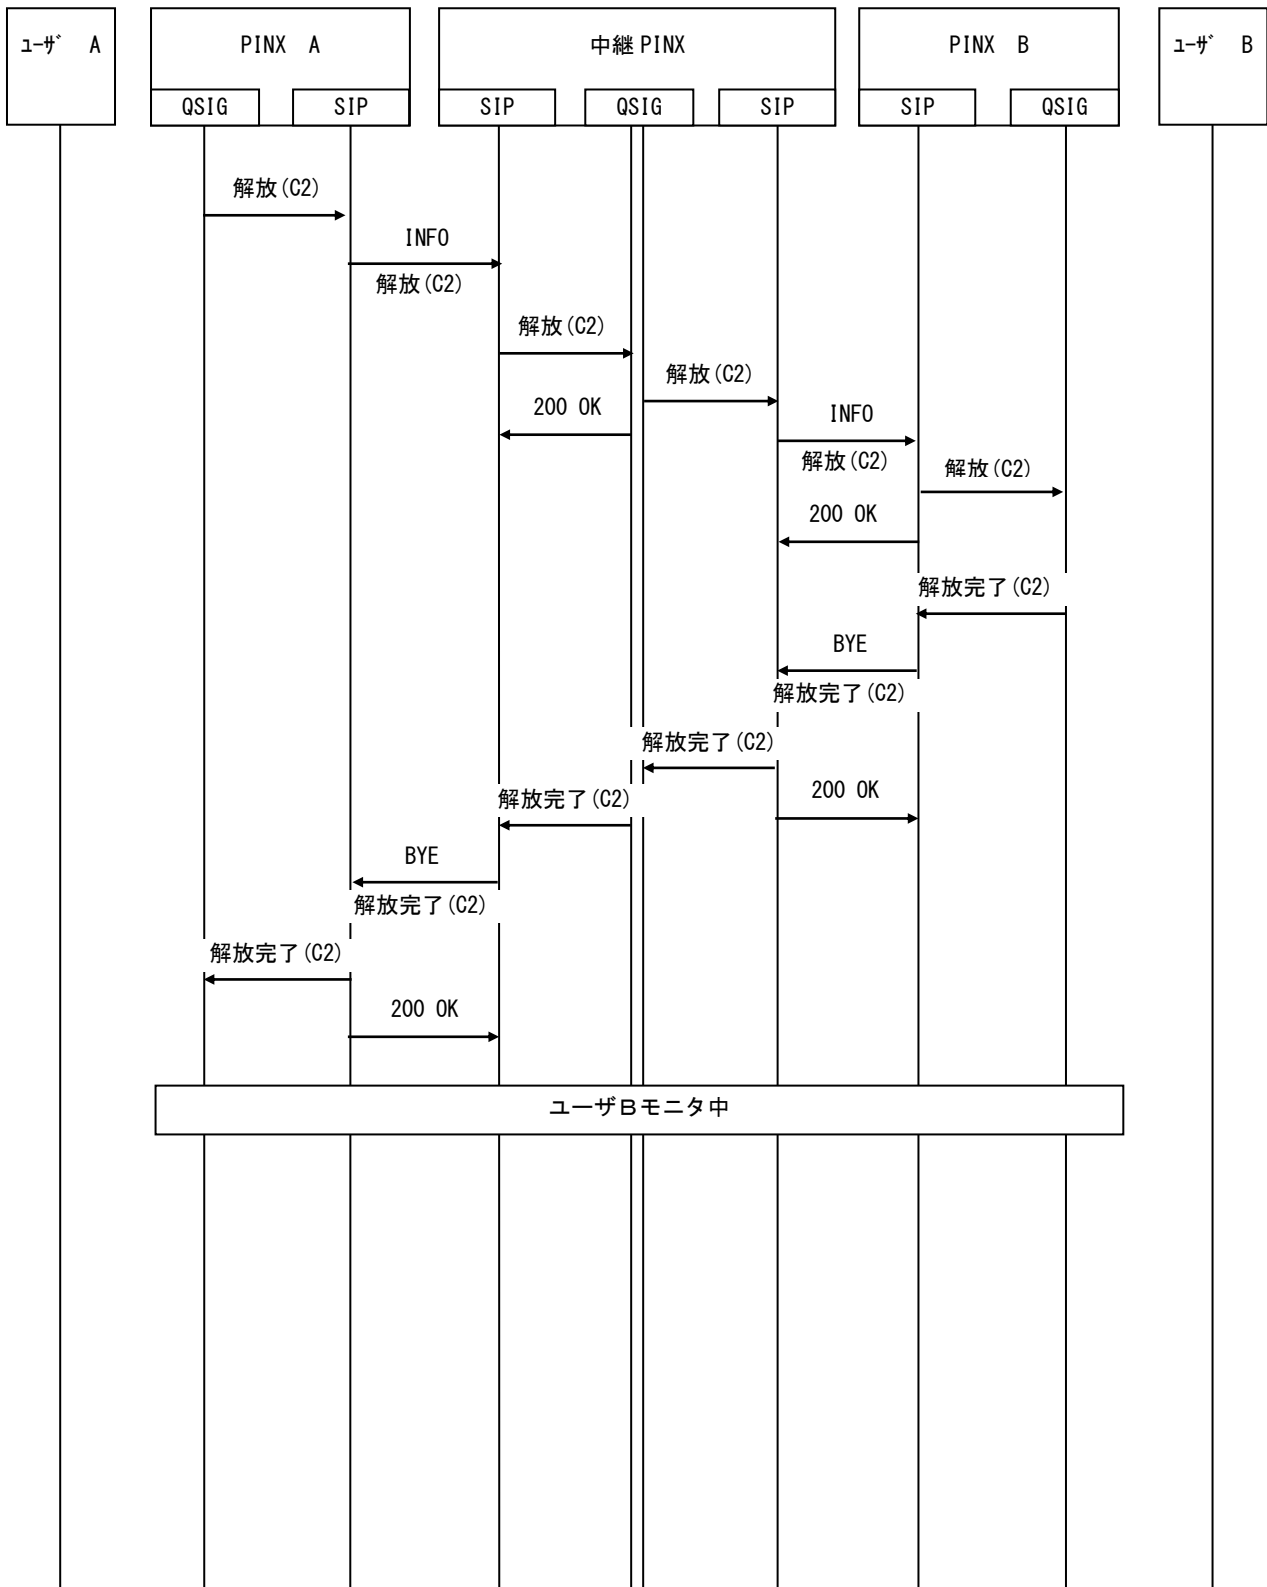 ﾕｰｻﾞ A
PINX A
中継PINX
PINX B
ﾕｰｻﾞ B
QSIG
SIP
SIP
QSIG
SIP
SIP
QSIG
解放(C2)
INFO
解放(C2)
解放(C2)
解放(C2)
200 OK
INFO
解放(C2)
解放(C2)
200 OK
解放完了(C2)
BYE
解放完了(C2)
解放完了(C2)
200 OK
解放完了(C2)
BYE
解放完了(C2)
解放完了(C2)
200 OK
ユーザＢモニタ中